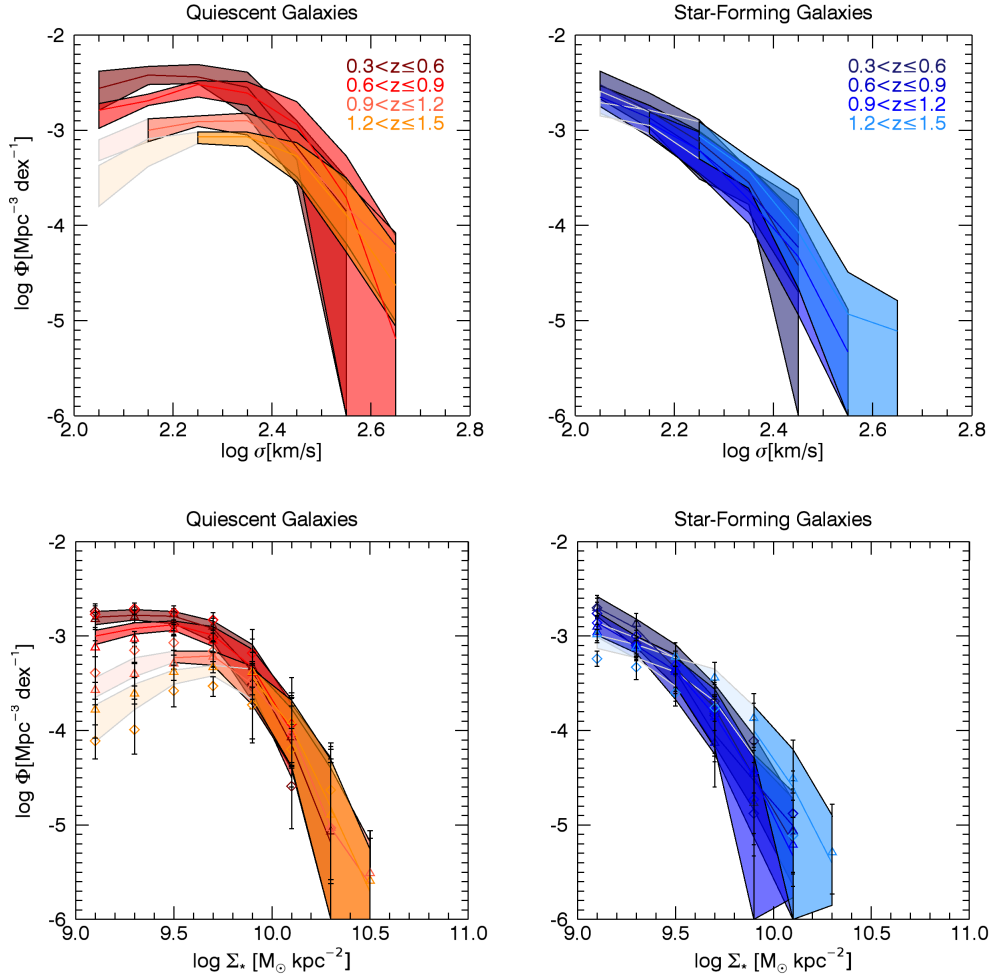 Quiescent Galaxies
Star-Forming Galaxies
-2
-3
-4
-5
-6
log Φ[Mpc⁻³ dex⁻¹]
0.3<z≤0.6
0.6<z≤0.9
0.9<z≤1.2
1.2<z≤1.5
2.0 2.2 2.4 2.6 2.8
log σ[km/s]
-2
-3
-4
-5
-6
0.3<z≤0.6
0.6<z≤0.9
0.9<z≤1.2
1.2<z≤1.5
2.0 2.2 2.4 2.6 2.8
log σ[km/s]
Quiescent Galaxies
Star-Forming Galaxies
-2
-3
-4
-5
-6
log Φ[Mpc⁻³ dex⁻¹]
9.0 9.5 10.0 10.5 11.0
log Σ* [M⊙ kpc⁻²]
-2
-3
-4
-5
-6
9.0 9.5 10.0 10.5 11.0
log Σ* [M⊙ kpc⁻²]